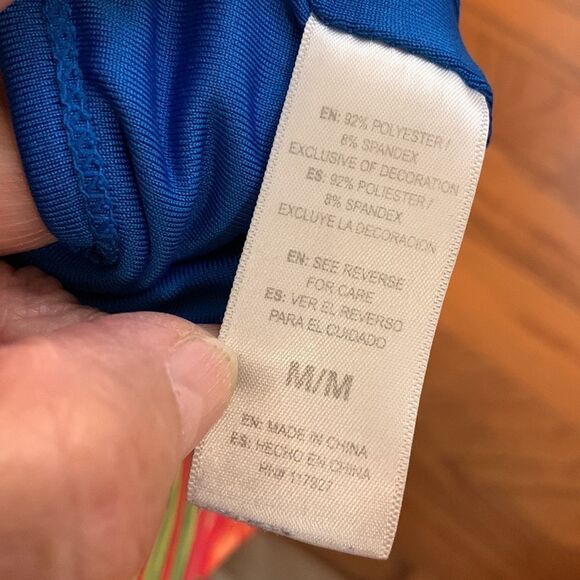 EN: 92% POLYESTER /
8% SPANDEX
EXCLUSIVE OF DECORATION
ES: 92% POLIESTER /
8% SPANDEX
EXCLUYE LA DECORACION
EN: SEE REVERSE
FOR CARE
ES: VER EL REVERSO
PARA EL CUIDADO
M/M
EN: MADE IN CHINA
ES: HECHO EN CHINA
RN# 117927